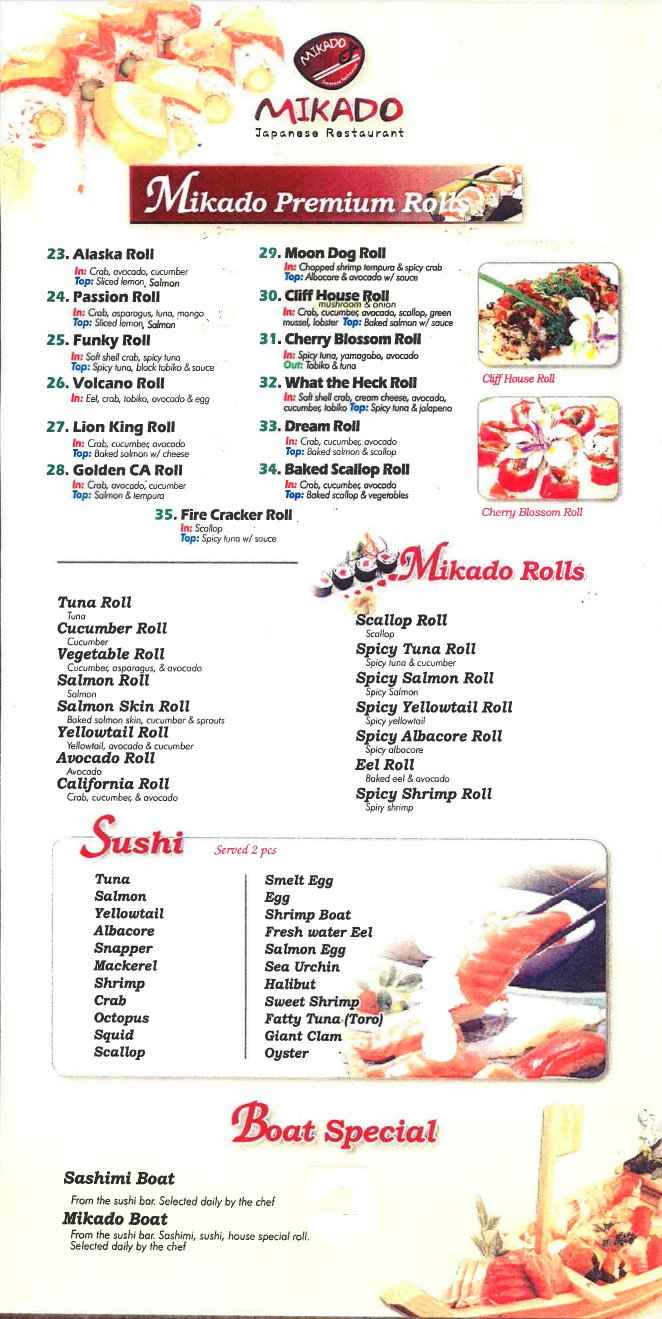 MIKADO
Japanese Restaurant
MIKADO
Japanese Restaurant
Mikado Premium Rolls
23. Alaska Roll
In: Crab, avocado, cucumber
Top: Sliced lemon, Salmon
24. Passion Roll
In: Crab, asparagus, tuna, mango
Top: Sliced lemon, Salmon
25. Funky Roll
In: Soft shell crab, spicy tuna
Top: Spicy tuna, black tobiko & sauce
26. Volcano Roll
In: Eel, crab, tobiko, avocado & egg
27. Lion King Roll
In: Crab, cucumber, avocado
Top: Baked salmon w/ cheese
28. Golden CA Roll
In: Crab, avocado, cucumber
Top: Salmon & tempura
29. Moon Dog Roll
In: Chopped shrimp tempura & spicy crab
Top: Albacore & avocado w/ sauce
30. Cliff House Roll
mushroom & onion
In: Crab, cucumber, avocado, scallop, green
mussel, lobster Top: Baked salmon w/ sauce
31. Cherry Blossom Roll
In: Spicy tuna, yamagobo, avocado
Out: Tobiko & tuna
32. What the Heck Roll
In: Soft shell crab, cream cheese, avocado,
cucumber, tobiko Top: Spicy tuna & jalapeno
33. Dream Roll
In: Crab, cucumber, avocado
Top: Baked salmon & scallop
34. Baked Scallop Roll
In: Crab, cucumber, avocado
Top: Baked scallop & vegetables
35. Fire Cracker Roll
In: Scallop
Top: Spicy tuna w/ sauce
Cliff House Roll
Cherry Blossom Roll
Mikado Rolls
Tuna Roll
Tuna
Cucumber Roll
Cucumber
Vegetable Roll
Cucumber, asparagus, & avocado
Salmon Roll
Salmon
Salmon Skin Roll
Baked salmon skin, cucumber & sprouts
Yellowtail Roll
Yellowtail, avocado & cucumber
Avocado Roll
Avocado
California Roll
Crab, cucumber, & avocado
Scallop Roll
Scallop
Spicy Tuna Roll
Spicy tuna & cucumber
Spicy Salmon Roll
Spicy Salmon
Spicy Yellowtail Roll
Spicy yellowtail
Spicy Albacore Roll
Spicy albacore
Eel Roll
Baked eel & avocado
Spicy Shrimp Roll
Spiry shrimp
Sushi
Served 2 pcs
Tuna
Salmon
Yellowtail
Albacore
Snapper
Mackerel
Shrimp
Crab
Octopus
Squid
Scallop
Smelt Egg
Egg
Shrimp Boat
Fresh water Eel
Salmon Egg
Sea Urchin
Halibut
Sweet Shrimp
Fatty Tuna (Toro)
Giant Clam
Oyster
Boat Special
Sashimi Boat
From the sushi bar. Selected daily by the chef
Mikado Boat
From the sushi bar. Sashimi, sushi, house special roll.
Selected daily by the chef